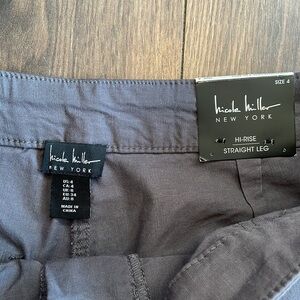 SIZE 4
nicole miller
NEW YORK
HI-RISE
STRAIGHT LEG
nicole miller
NEW YORK
US:4
CA:4
UK:8
EU:34
AU:8
MADE IN
CHINA